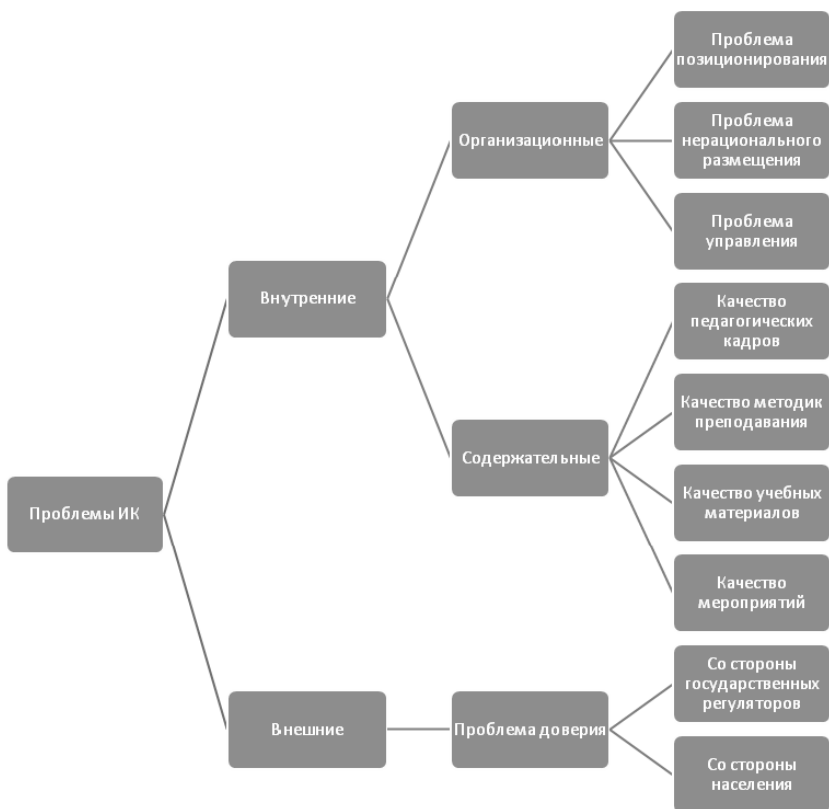 Проблемы ИК
Внутренние
Организационные
Проблема
позиционирования
Проблема
нерационального
размещения
Проблема
управления
Содержательные
Качество
педагогических
кадров
Качество методик
преподавания
Качество учебных
материалов
Качество
мероприятий
Внешние
Проблема доверия
Со стороны
государственных
регуляторов
Со стороны
населения